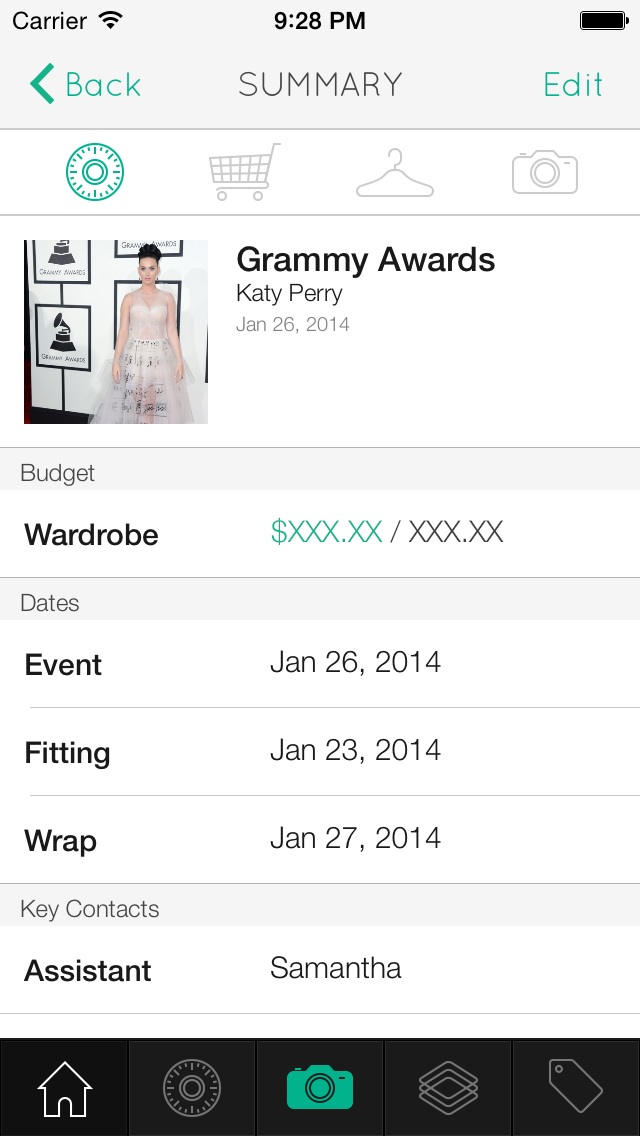 Carrier 9:28 PM
Back SUMMARY Edit
GRAMMY AWARDS
GRAMMY AWARDS
GRAMMY AWARDS
Grammy Awards
Katy Perry
Jan 26, 2014
Budget
Wardrobe $XXX.XX / XXX.XX
Dates
Event Jan 26, 2014
Fitting Jan 23, 2014
Wrap Jan 27, 2014
Key Contacts
Assistant Samantha